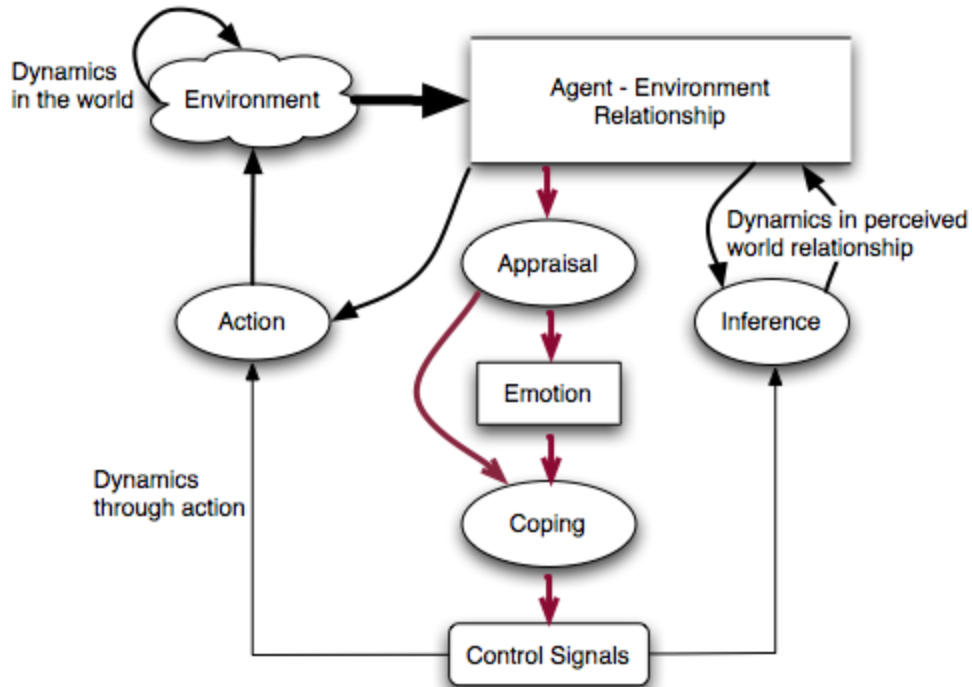 Dynamics
in the world
Environment
Agent - Environment
Relationship
Appraisal
Dynamics in perceived
world relationship
Action
Inference
Emotion
Dynamics
through action
Coping
Control Signals